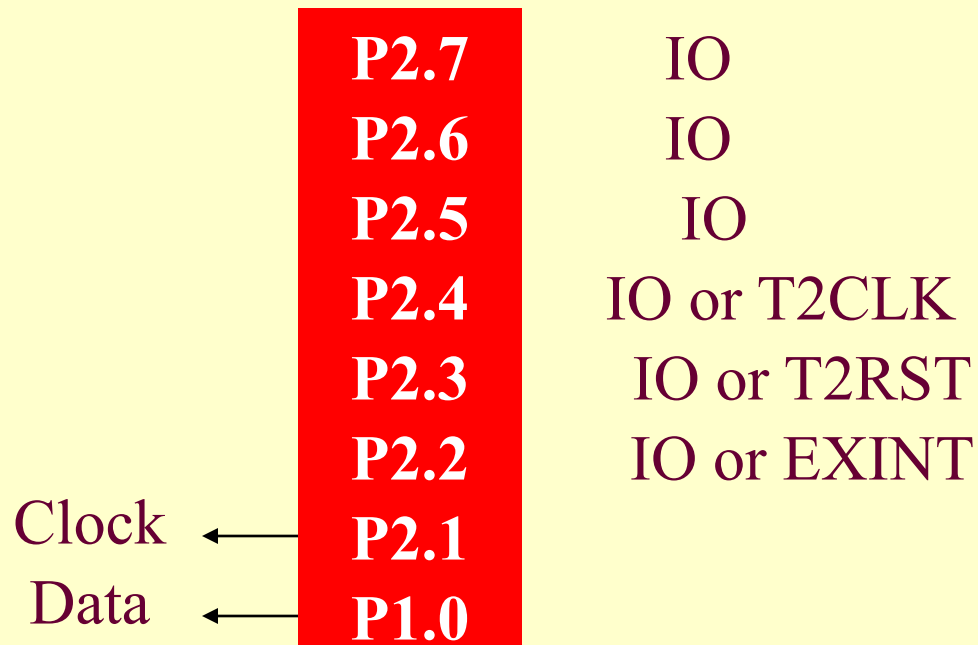 P2.7 IO
P2.6 IO
P2.5 IO
P2.4 IO or T2CLK
P2.3 IO or T2RST
P2.2 IO or EXINT
Clock P2.1
Data P1.0